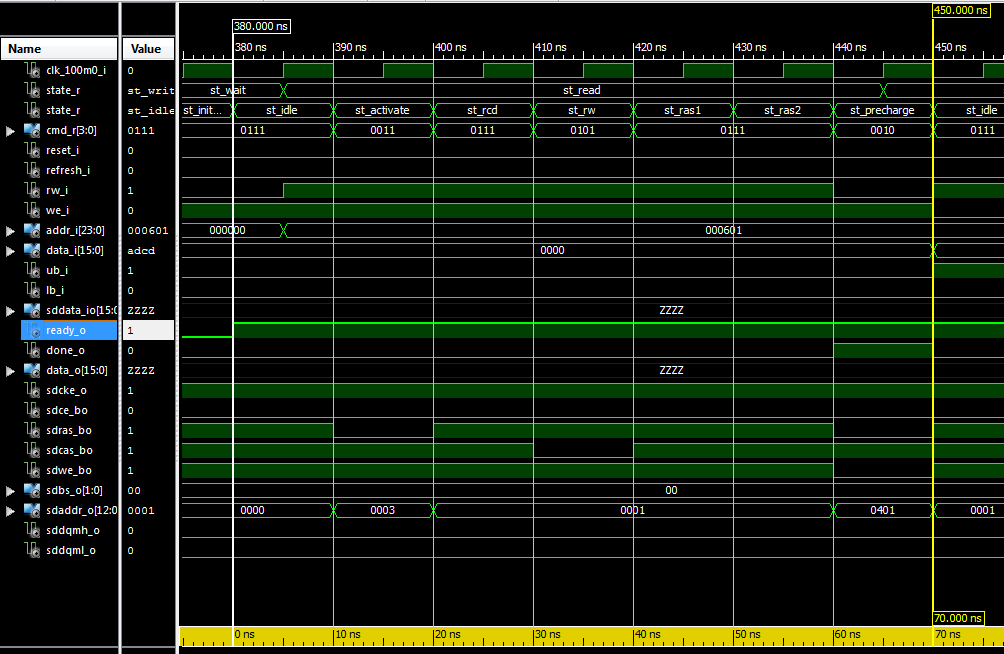 450.000 ns
380.000 ns
Name Value
380 ns 390 ns 400 ns 410 ns 420 ns 430 ns 440 ns 450 ns
clk_100m0_i 0
state_r st_writ st_wait st_read
state_r st_idle st_init... st_idle st_activate st_rcd st_rw st_ras1 st_ras2 st_precharge st_idle
cmd_r[3:0] 0111 0111 0011 0111 0101 0111 0010 0111
reset_i 0
refresh_i 0
rw_i 1
we_i 0
addr_i[23:0] 000601 000000 000601
data_i[15:0] adcd 0000
ub_i 1
lb_i 0
sddata_io[15:0 ZZZZ ZZZZ
ready_o 1
done_o 0
data_o[15:0] ZZZZ ZZZZ
sdcke_o 1
sdce_bo 0
sdras_bo 1
sdcas_bo 1
sdwe_bo 1
sdbs_o[1:0] 00 00
sdaddr_o[12:0 0001 0000 0003 0001 0401 0001
sddqmh_o 0
sddqml_o 0
70.000 ns
0 ns 10 ns 20 ns 30 ns 40 ns 50 ns 60 ns 70 ns